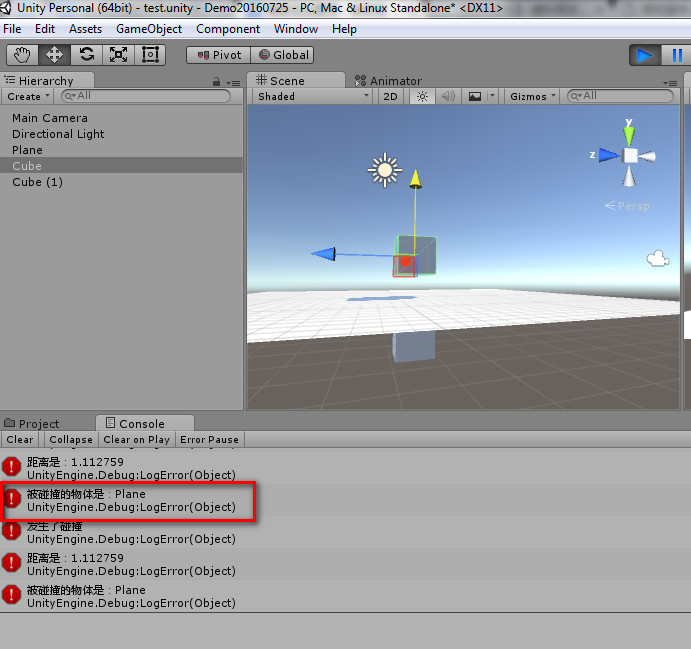 Unity Personal (64bit) - test.unity - Demo20160725 - PC, Mac & Linux Standalone* <DX11>
File Edit Assets GameObject Component Window Help
Pivot Global
Hierarchy
Create All
Main Camera
Directional Light
Plane
Cube
Cube (1)
Scene Animator
Shaded 2D Gizmos All
y
z
Persp
Project Console
Clear Collapse Clear on Play Error Pause
距离是：1.112759
UnityEngine.Debug:LogError(Object)
被碰撞的物体是：Plane
UnityEngine.Debug:LogError(Object)
发生了碰撞
UnityEngine.Debug:LogError(Object)
距离是：1.112759
UnityEngine.Debug:LogError(Object)
被碰撞的物体是：Plane
UnityEngine.Debug:LogError(Object)